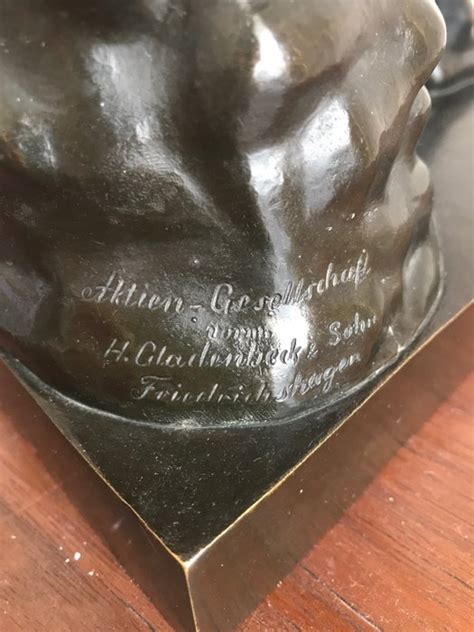 Aktien-Gesellschaft
vorm
H. Gladenbeck & Sohn
Friedrichshagen